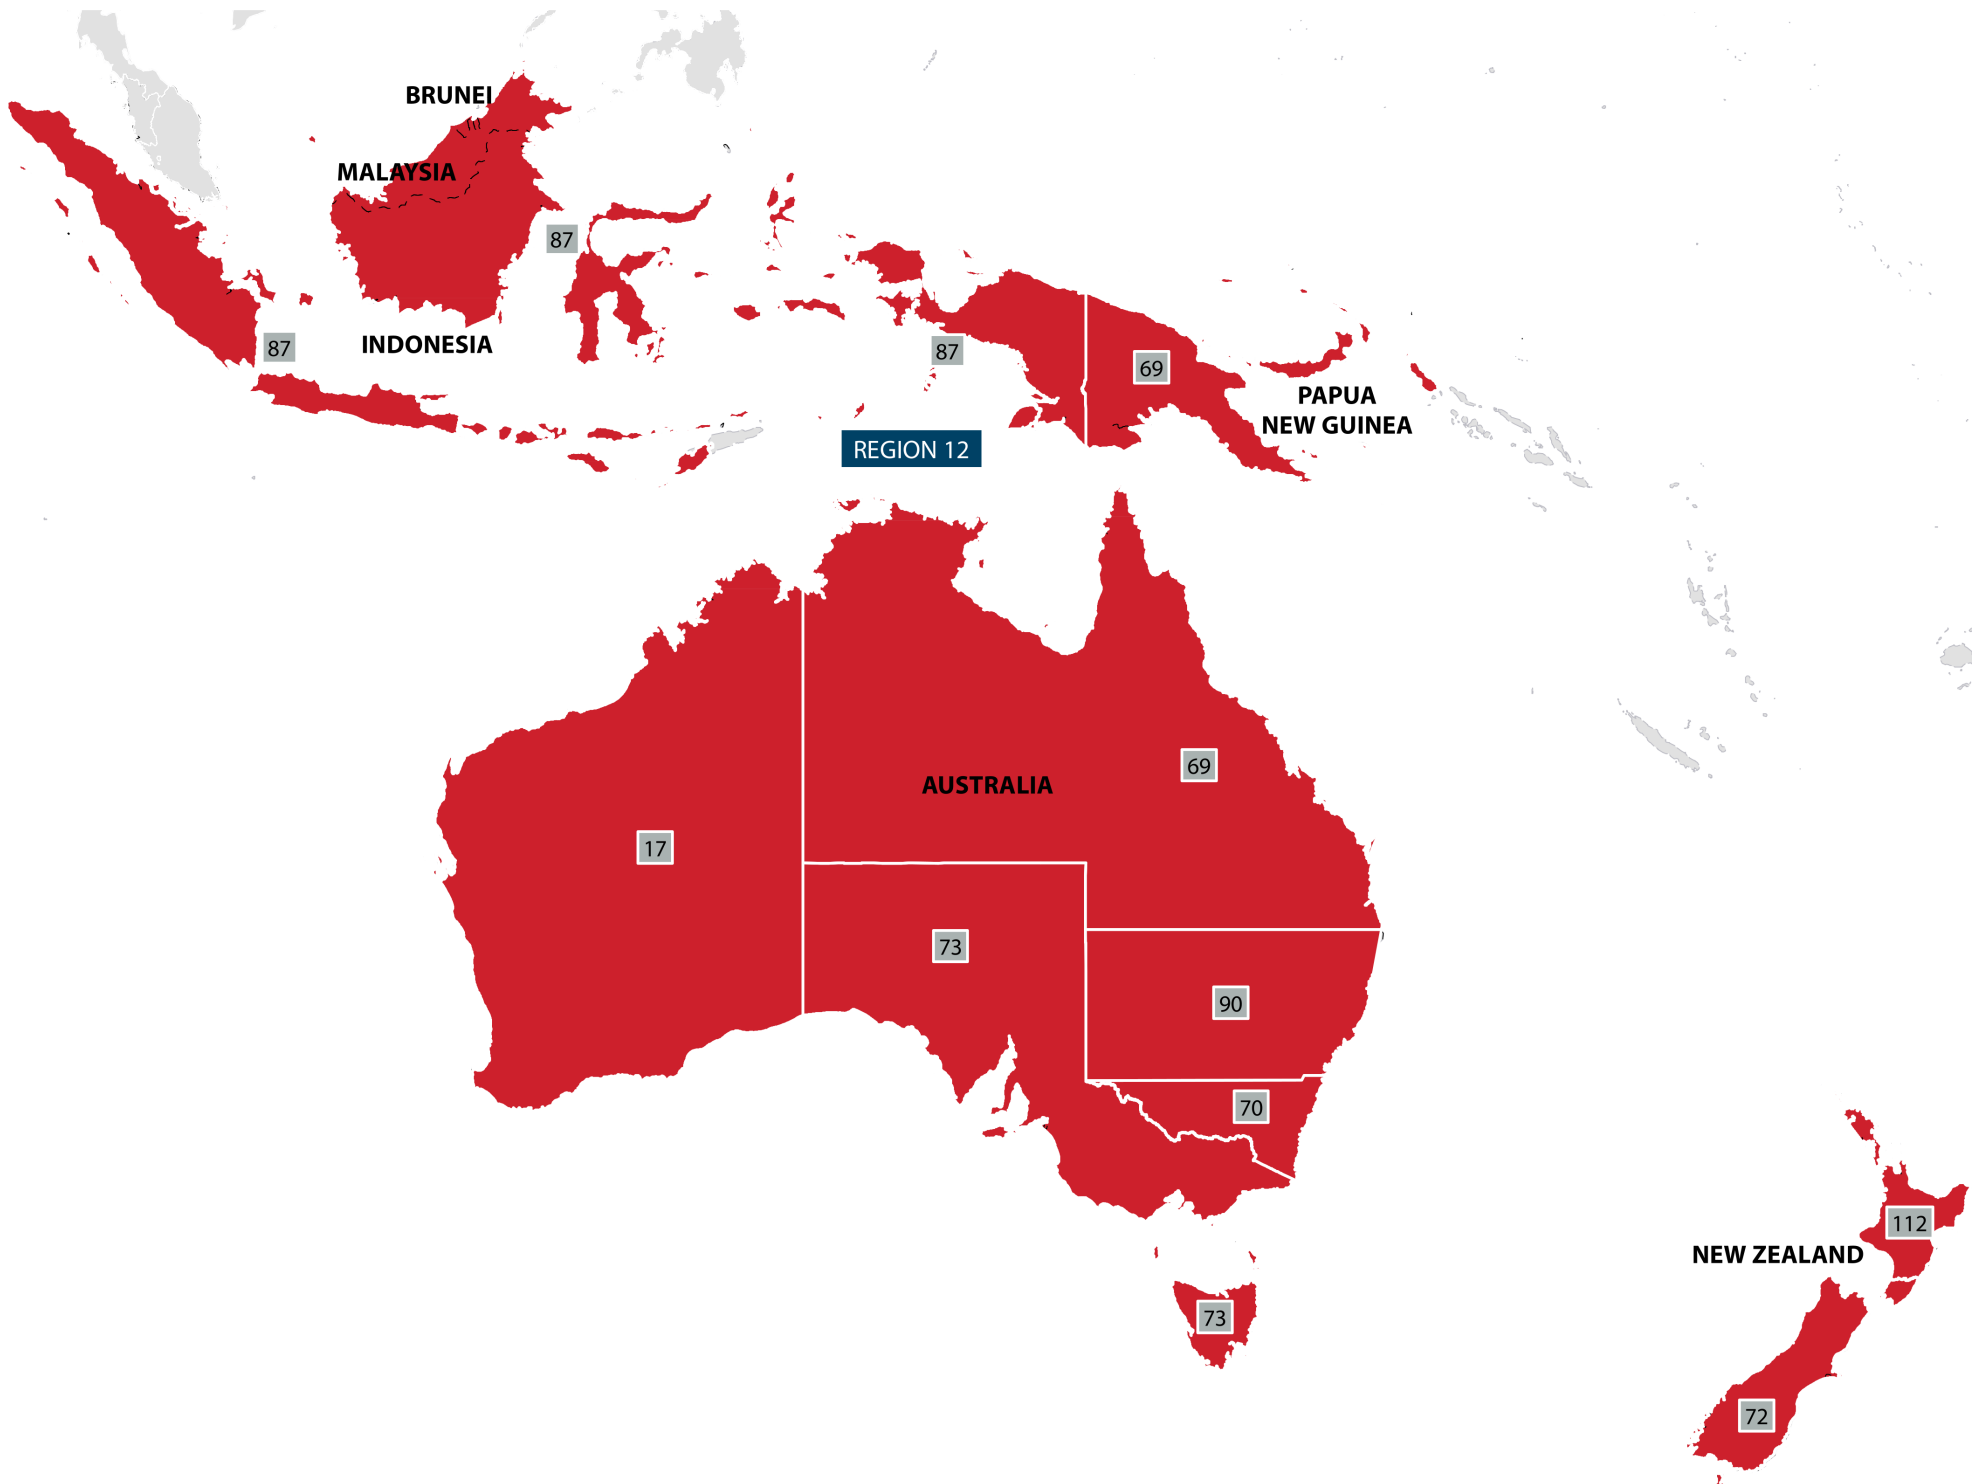 BRUNEI
MALAYSIA
87
87
INDONESIA
87
69
PAPUA
NEW GUINEA
REGION 12
69
AUSTRALIA
17
73
90
70
112
NEW ZEALAND
73
72